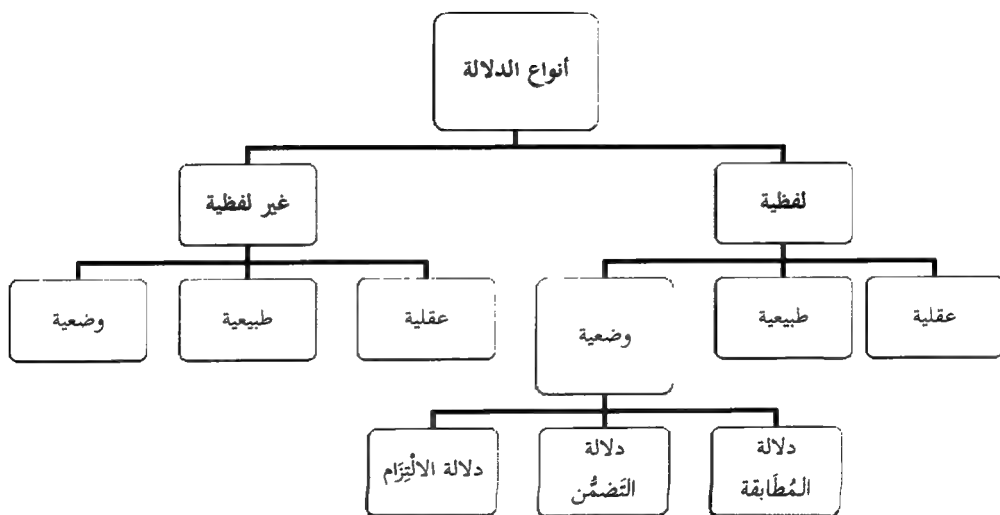 أنواع الدلالة
لفظية
غير لفظية
عقلية
طبيعية
وضعية
عقلية
طبيعية
وضعية
دلالة
المُطَابقة
دلالة
التَضمُّن
دلالة الالْتِزَام